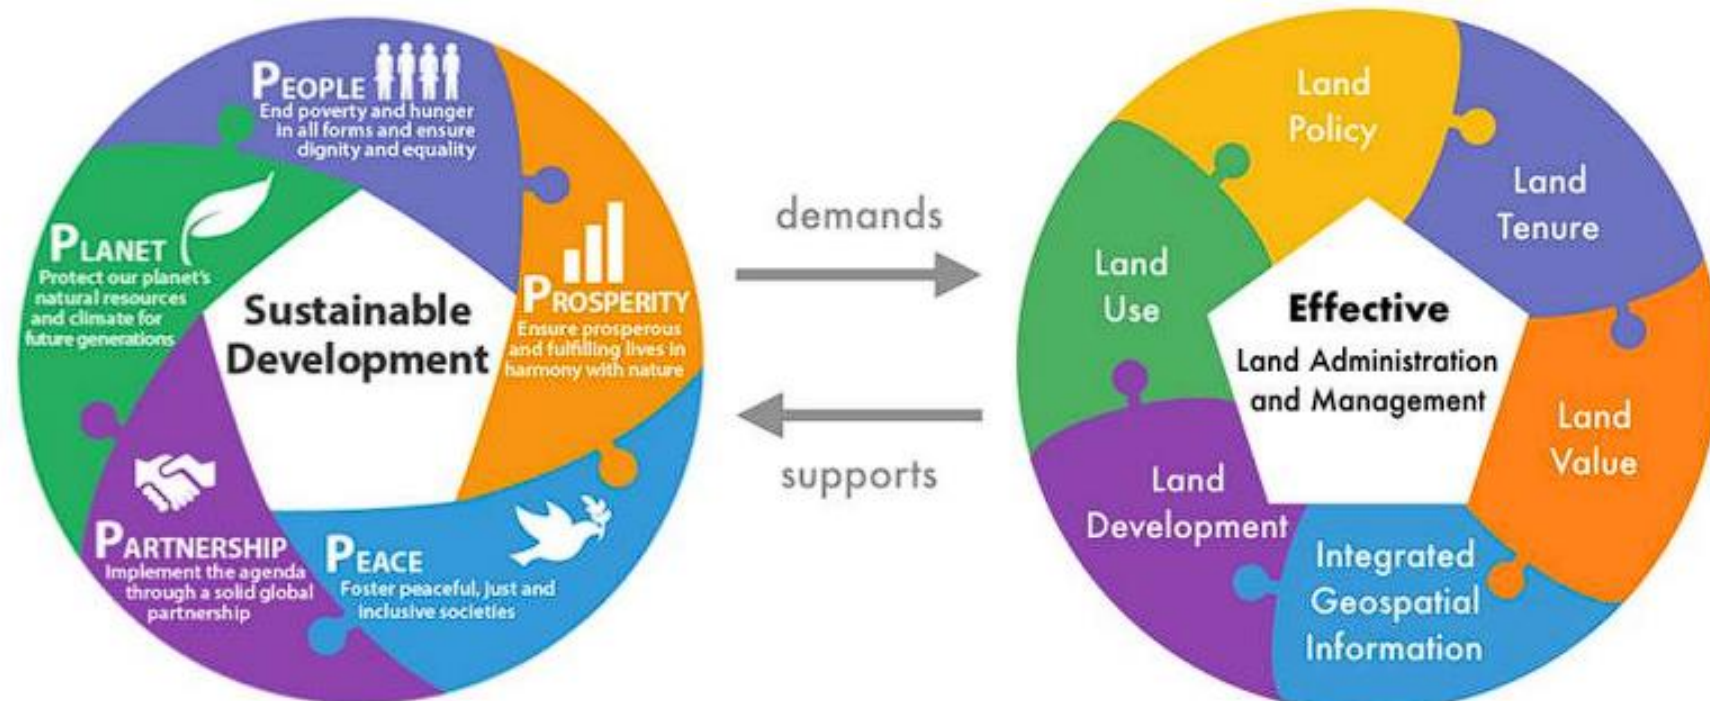 PEOPLE
End poverty and hunger
in all forms and ensure
dignity and equality
PLANET
Protect our planet's
natural resources
and climate for
future generations
PROSPERITY
Ensure prosperous
and fulfilling lives in
harmony with nature
Sustainable
Development
PARTNERSHIP
Implement the agenda
through a solid global
partnership
PEACE
Foster peaceful, just and
inclusive societies
demands
supports
Land
Policy
Land
Tenure
Land
Use
Effective
Land Administration
and Management
Land
Value
Land
Development
Integrated
Geospatial
Information